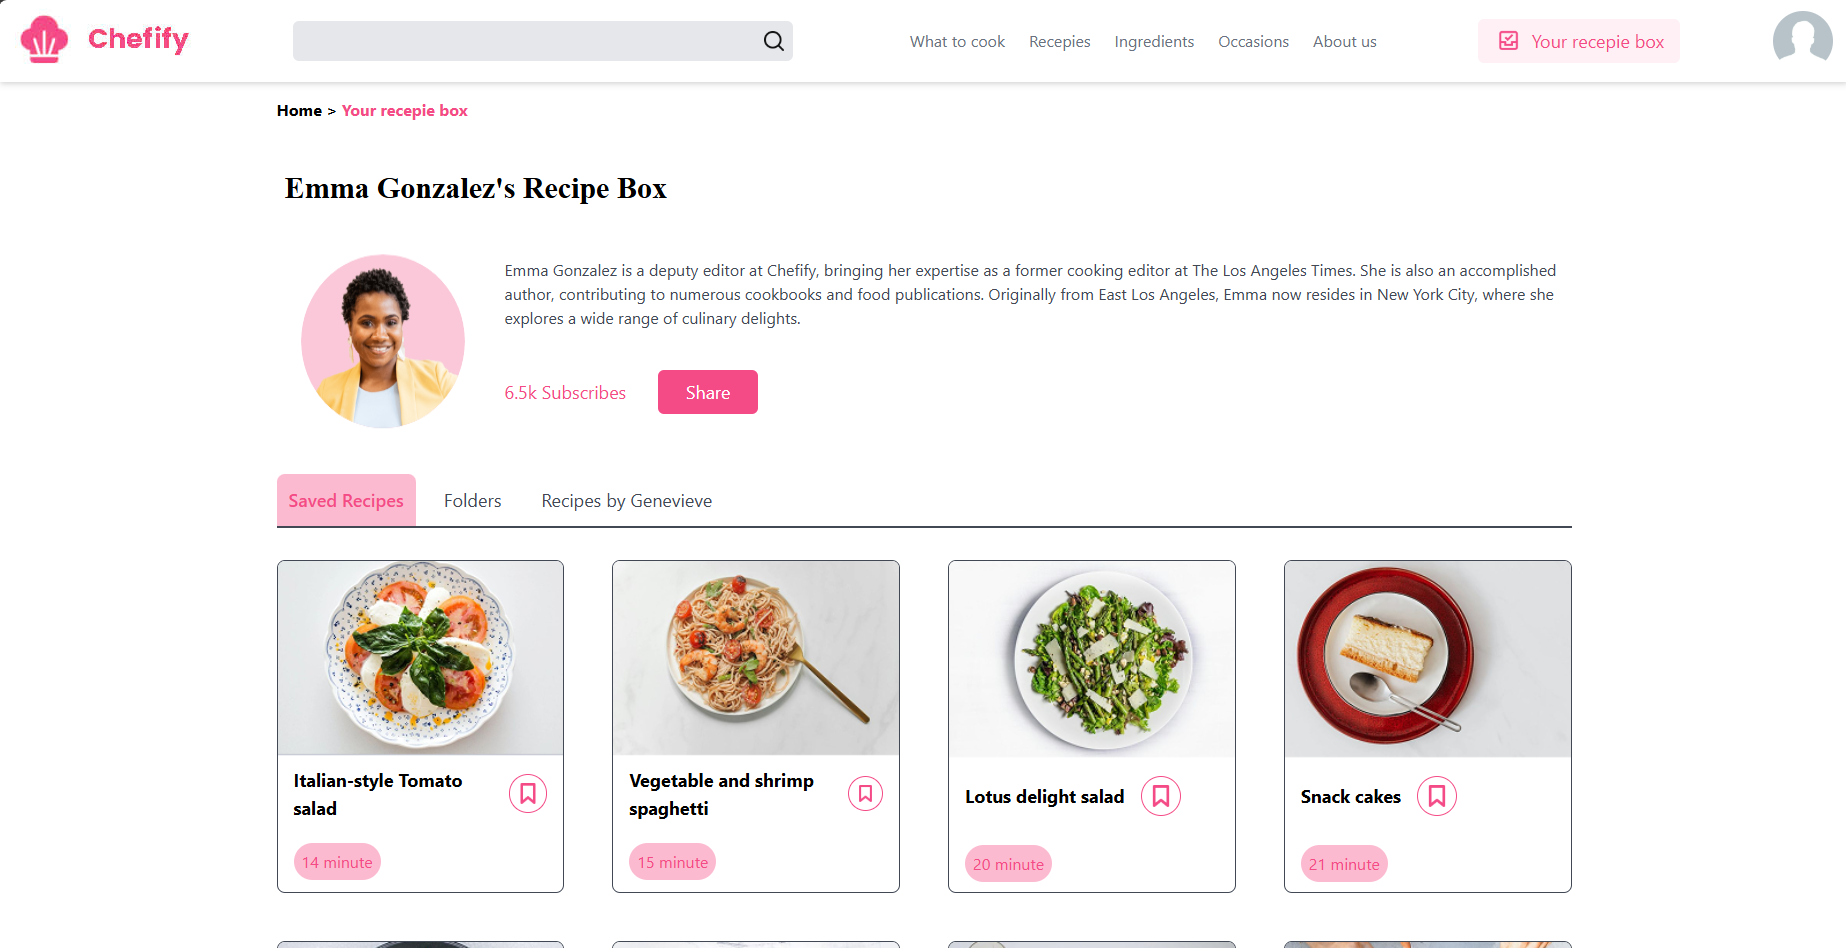 Chefify
What to cook Recepies Ingredients Occasions About us
Your recepie box
Home > Your recepie box
Emma Gonzalez's Recipe Box
Emma Gonzalez is a deputy editor at Chefify, bringing her expertise as a former cooking editor at The Los Angeles Times. She is also an accomplished
author, contributing to numerous cookbooks and food publications. Originally from East Los Angeles, Emma now resides in New York City, where she
explores a wide range of culinary delights.
6.5k Subscribes Share
Saved Recipes Folders Recipes by Genevieve
Italian-style Tomato
salad
14 minute
Vegetable and shrimp
spaghetti
15 minute
Lotus delight salad
20 minute
Snack cakes
21 minute